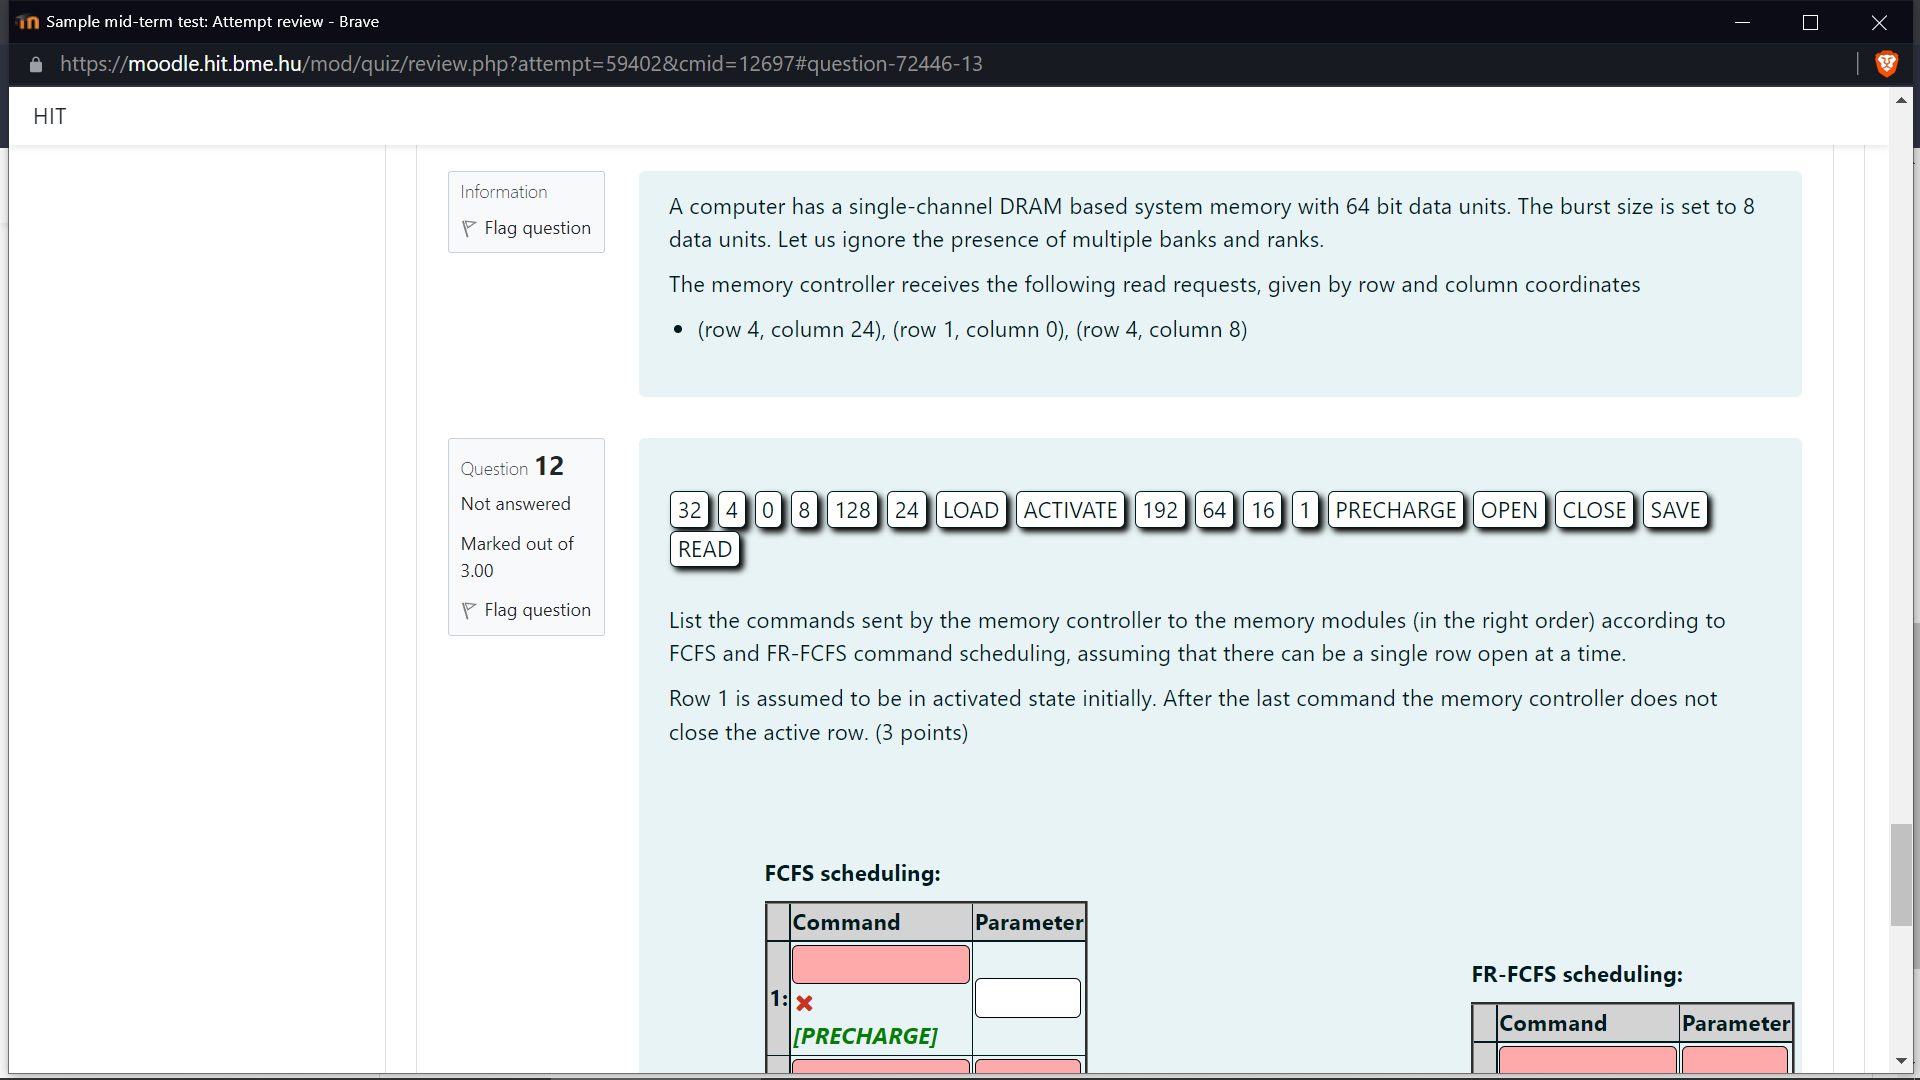 Sample mid-term test: Attempt review - Brave
https://moodle.hit.bme.hu/mod/quiz/review.php?attempt=59402&cmid=12697#question-72446-13
HIT
Information
Flag question
A computer has a single-channel DRAM based system memory with 64 bit data units. The burst size is set to 8
data units. Let us ignore the presence of multiple banks and ranks.
The memory controller receives the following read requests, given by row and column coordinates
• (row 4, column 24), (row 1, column 0), (row 4, column 8)
Question 12
Not answered
Marked out of
3.00
Flag question
32 4 0 8 128 24 LOAD ACTIVATE 192 64 16 1 PRECHARGE OPEN CLOSE SAVE
READ
List the commands sent by the memory controller to the memory modules (in the right order) according to
FCFS and FR-FCFS command scheduling, assuming that there can be a single row open at a time.
Row 1 is assumed to be in activated state initially. After the last command the memory controller does not
close the active row. (3 points)
FCFS scheduling:
Command Parameter
1:
[PRECHARGE]
FR-FCFS scheduling:
Command Parameter